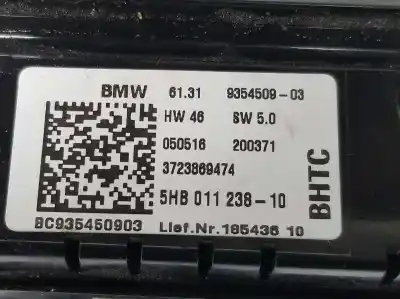 BMW 61.31 9354509-03
HW 46 SW 5.0
050516 200371
3723869474
5HB 011 238-10
BHTC
BC935450903 Lief.Nr.185436 10